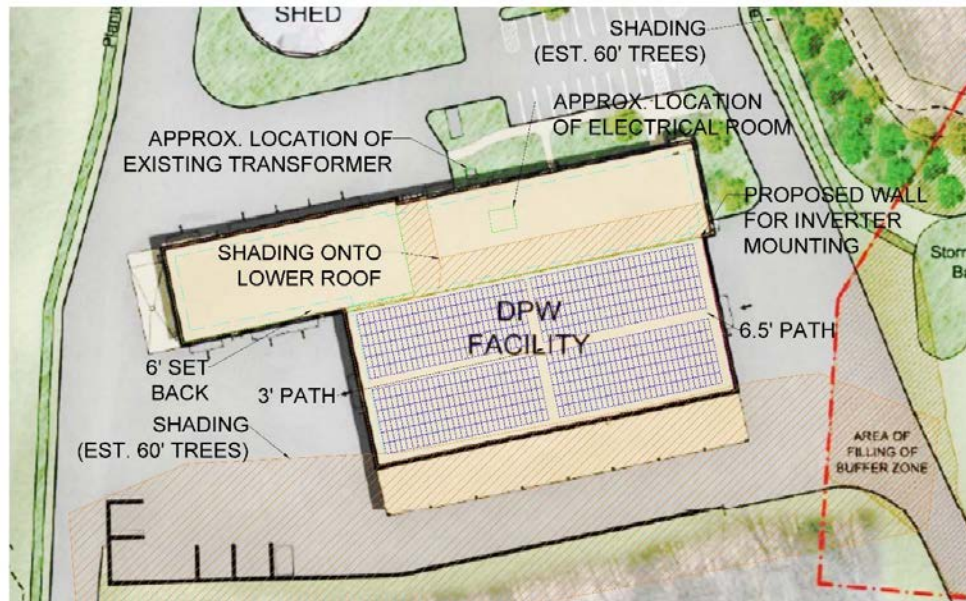 SHED
SHADING
(EST. 60' TREES)
APPROX. LOCATION
OF ELECTRICAL ROOM
APPROX. LOCATION OF
EXISTING TRANSFORMER
PROPOSED WALL
FOR INVERTER
MOUNTING
SHADING ONTO
LOWER ROOF
DPW
FACILITY
6.5' PATH
6' SET
BACK
3' PATH
SHADING
(EST. 60' TREES)
AREA OF
FILLING OF
BUFFER ZONE